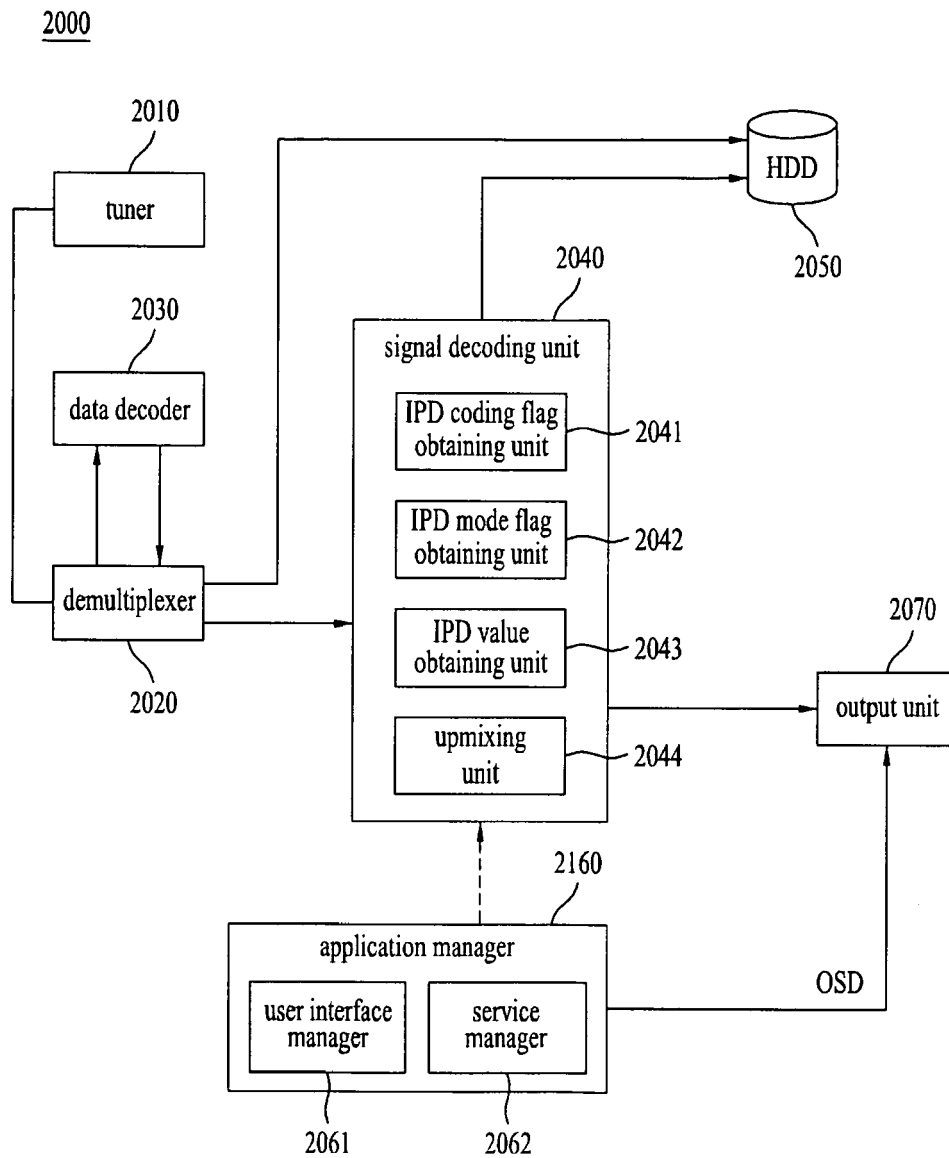 2000
2010
tuner
HDD
2050
2030
data decoder
2040
signal decoding unit
IPD coding flag
obtaining unit
2041
IPD mode flag
obtaining unit
2042
demultiplexer
2020
IPD value
obtaining unit
2043
2070
output unit
upmixing
unit
2044
2160
application manager
OSD
user interface
manager
service
manager
2061
2062